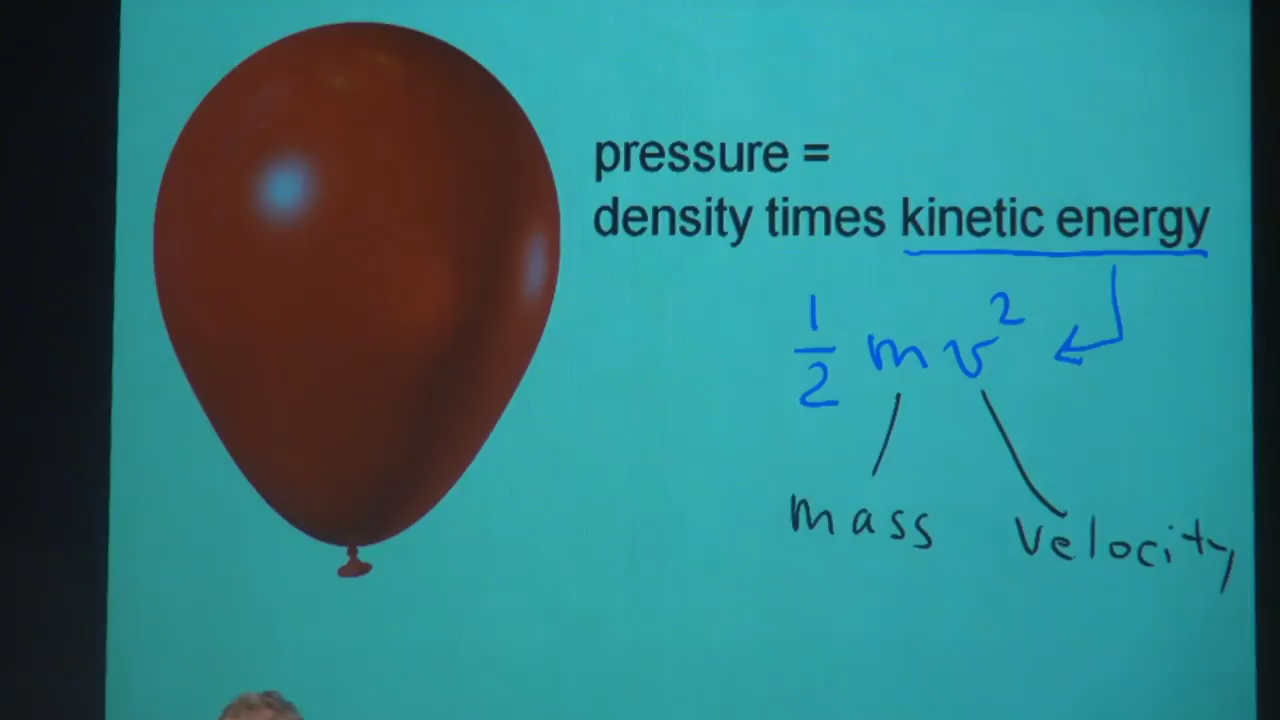 pressure =
density times kinetic energy
1/2 m v²
mass velocity